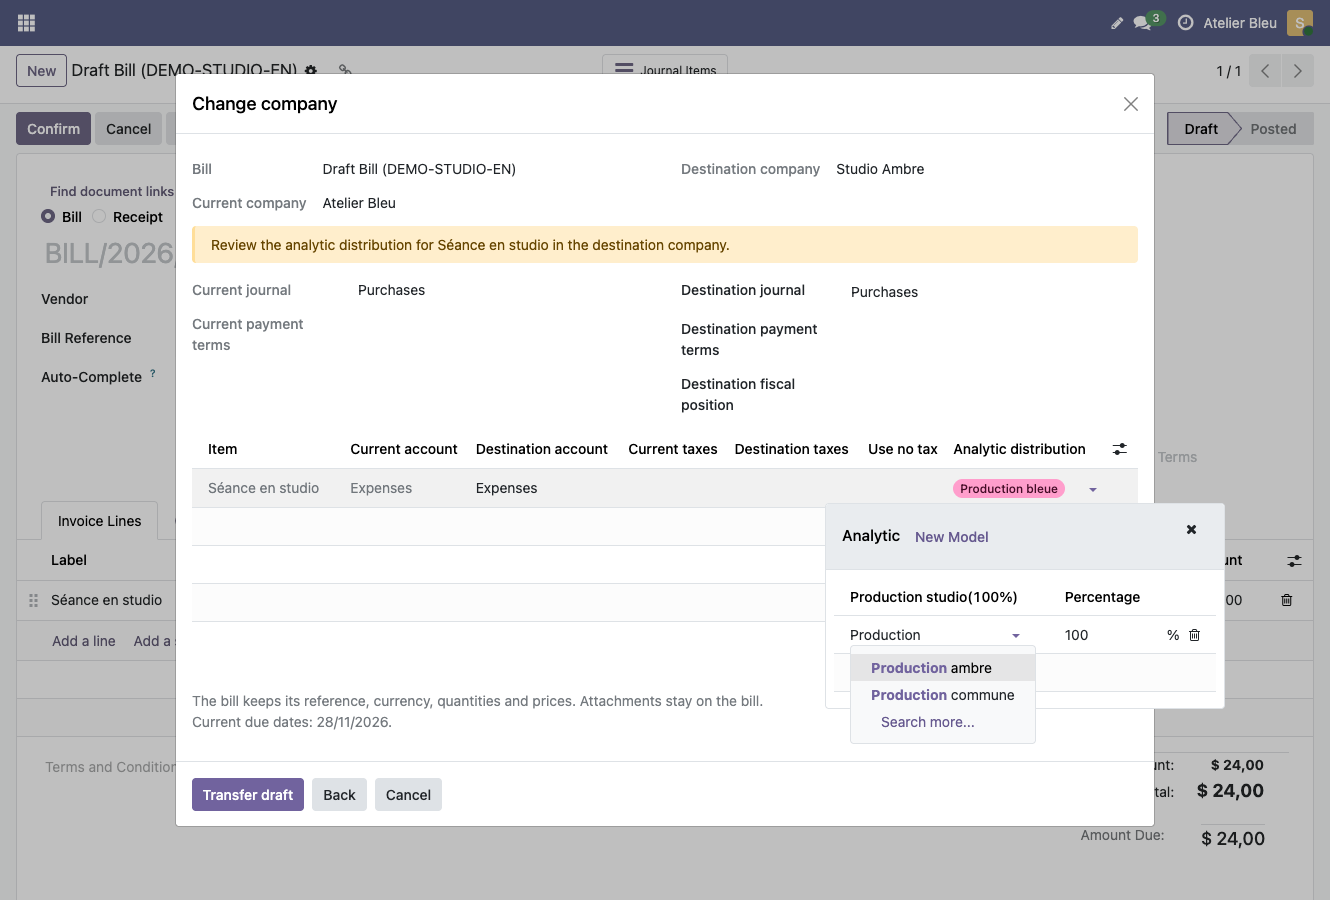 3
Atelier Bleu
S
New
Draft Bill (DEMO-STUDIO-EN)
Journal Items
1 / 1
Confirm
Cancel
Draft
Posted
Change company
Bill
Draft Bill (DEMO-STUDIO-EN)
Destination company
Studio Ambre
Current company
Atelier Bleu
Review the analytic distribution for Séance en studio in the destination company.
Current journal
Purchases
Destination journal
Purchases
Current payment
terms
Destination payment
terms
Destination fiscal
position
Item
Current account
Destination account
Current taxes
Destination taxes
Use no tax
Analytic distribution
Séance en studio
Expenses
Expenses
Production bleue
Analytic
New Model
Production studio(100%)
Percentage
Production
100
%
Production ambre
Production commune
Search more...
The bill keeps its reference, currency, quantities and prices. Attachments stay on the bill.
Current due dates: 28/11/2026.
Transfer draft
Back
Cancel
Find document links
Bill
Receipt
BILL/2026/
Vendor
Bill Reference
Auto-Complete ?
Terms
Invoice Lines
Label
Séance en studio
00
Add a line
Add a
Terms and Condition
$ 24,00
$ 24,00
Amount Due:
$ 24,00